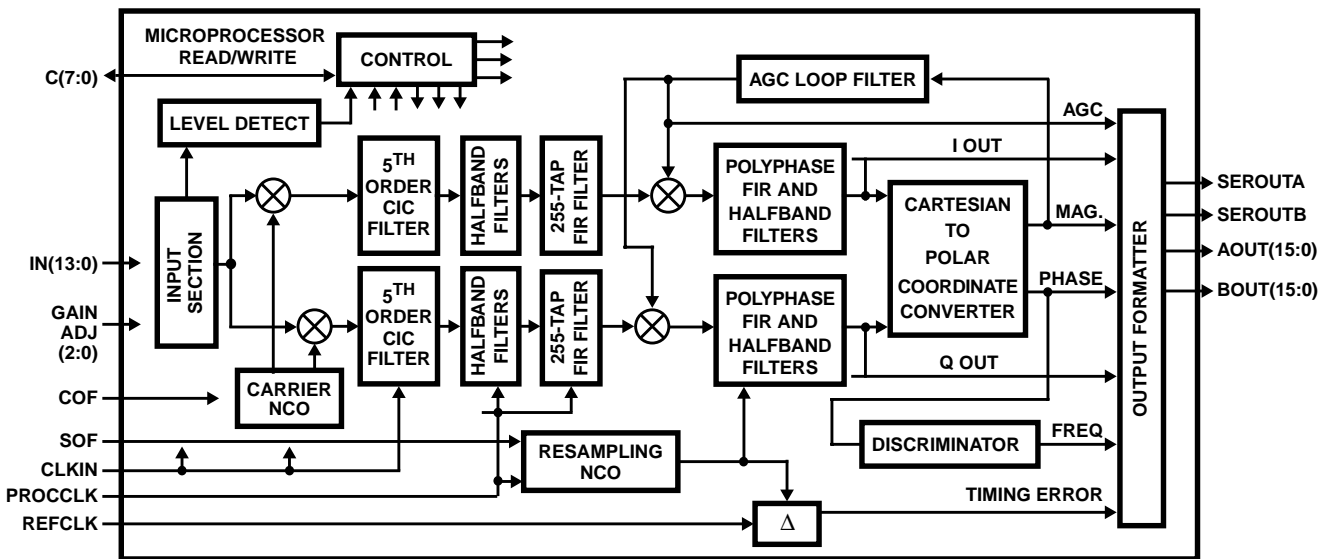 MICROPROCESSOR
READ/WRITE
C(7:0)
CONTROL
AGC LOOP FILTER
LEVEL DETECT
AGC
5TH
ORDER
CIC
FILTER
HALFBAND
FILTERS
255-TAP
FIR FILTER
POLYPHASE
FIR AND
HALFBAND
FILTERS
I OUT
CARTESIAN
TO
POLAR
COORDINATE
CONVERTER
MAG.
PHASE
OUTPUT FORMATTER
SEROUTA
SEROUTB
AOUT(15:0)
BOUT(15:0)
INPUT
SECTION
IN(13:0)
GAIN
ADJ
(2:0)
5TH
ORDER
CIC
FILTER
HALFBAND
FILTERS
255-TAP
FIR FILTER
POLYPHASE
FIR AND
HALFBAND
FILTERS
Q OUT
COF
CARRIER
NCO
SOF
CLKIN
PROCCLK
REFCLK
RESAMPLING
NCO
DISCRIMINATOR
FREQ
TIMING ERROR
Δ